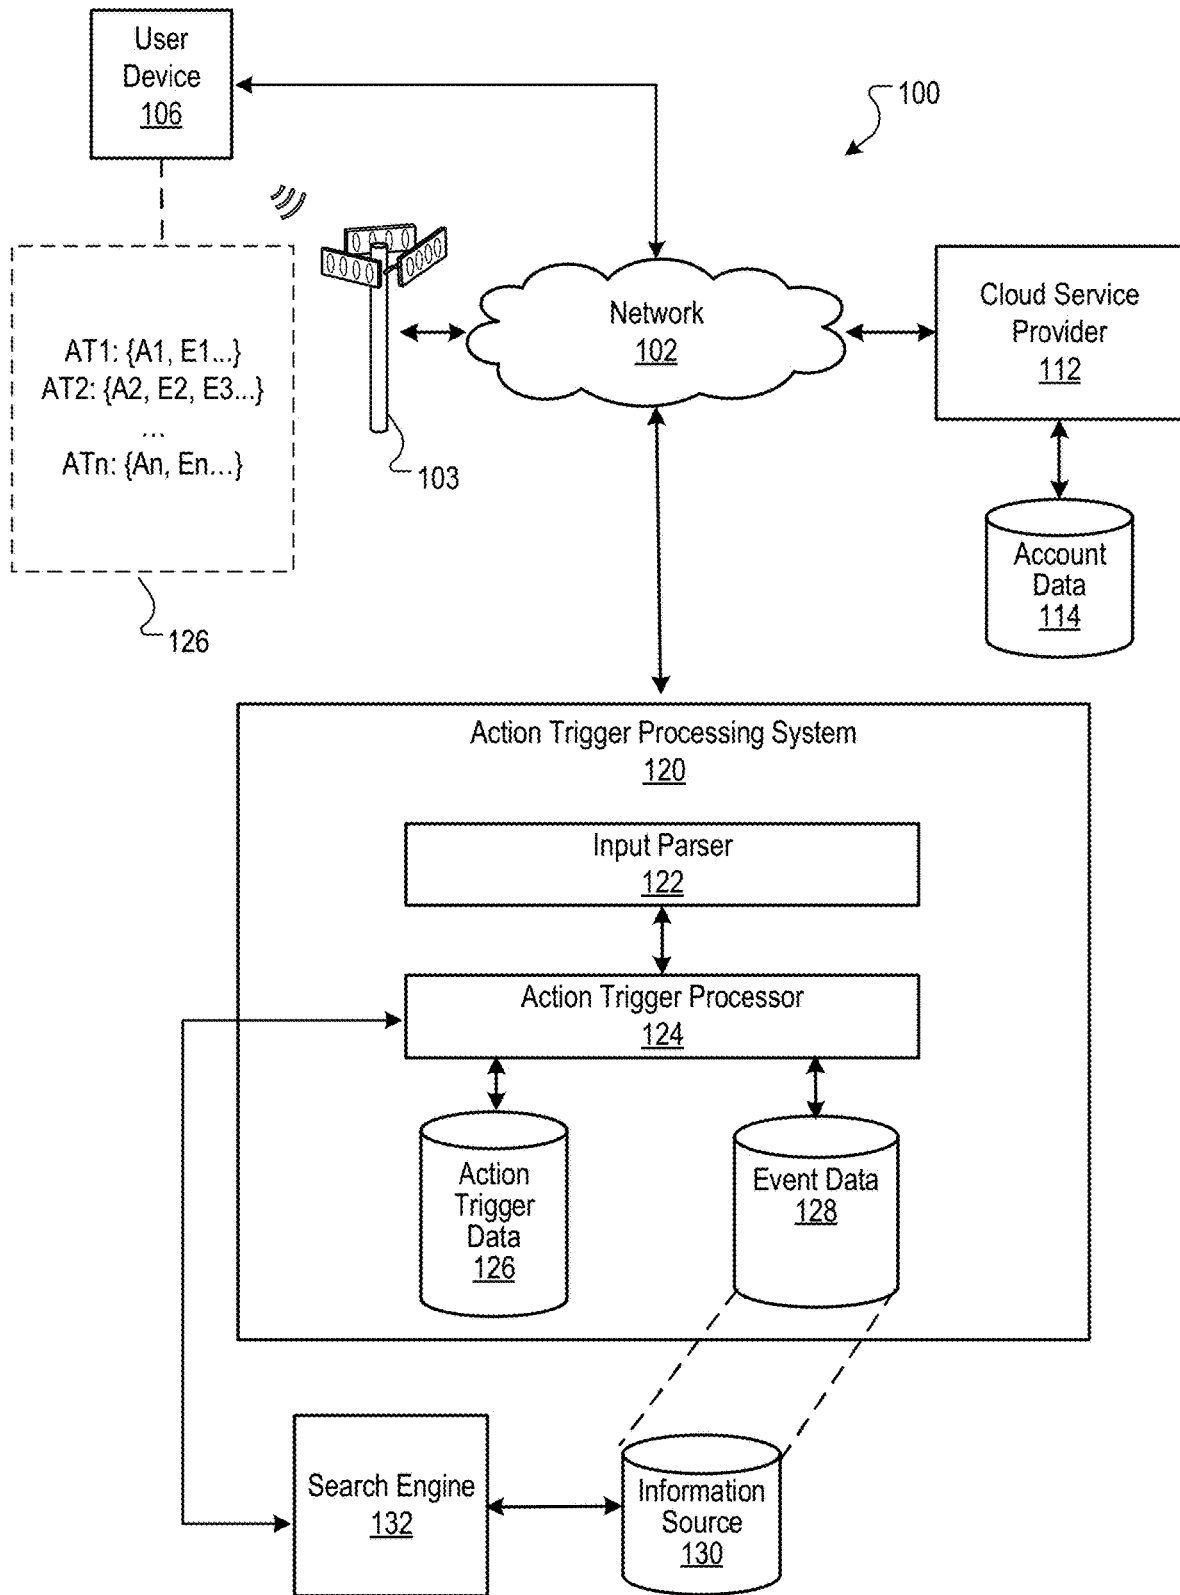 User
Device
106
100
Network
102
Cloud Service
Provider
112
AT1: {A1, E1...}
AT2: {A2, E2, E3...}
...
ATn: {An, En...}
103
126
Account
Data
114
Action Trigger Processing System
120
Input Parser
122
Action Trigger Processor
124
Action
Trigger
Data
126
Event Data
128
Search Engine
132
Information
Source
130